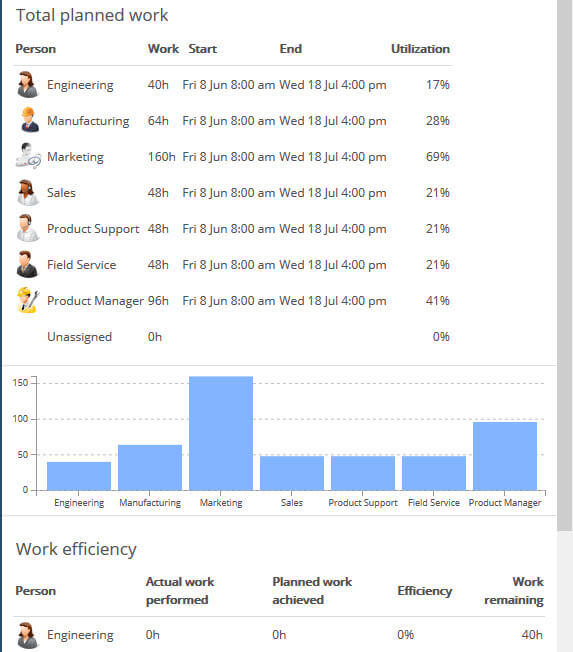 Total planned work
Person Work Start End Utilization
Engineering 40h Fri 8 Jun 8:00 am Wed 18 Jul 4:00 pm 17%
Manufacturing 64h Fri 8 Jun 8:00 am Wed 18 Jul 4:00 pm 28%
Marketing 160h Fri 8 Jun 8:00 am Wed 18 Jul 4:00 pm 69%
Sales 48h Fri 8 Jun 8:00 am Wed 18 Jul 4:00 pm 21%
Product Support 48h Fri 8 Jun 8:00 am Wed 18 Jul 4:00 pm 21%
Field Service 48h Fri 8 Jun 8:00 am Wed 18 Jul 4:00 pm 21%
Product Manager 96h Fri 8 Jun 8:00 am Wed 18 Jul 4:00 pm 41%
Unassigned 0h 0%
150
100
50
0
Engineering Manufacturing Marketing Sales Product Support Field Service Product Manager
Work efficiency
Person Actual work performed Planned work achieved Efficiency Work remaining
Engineering 0h 0h 0% 40h